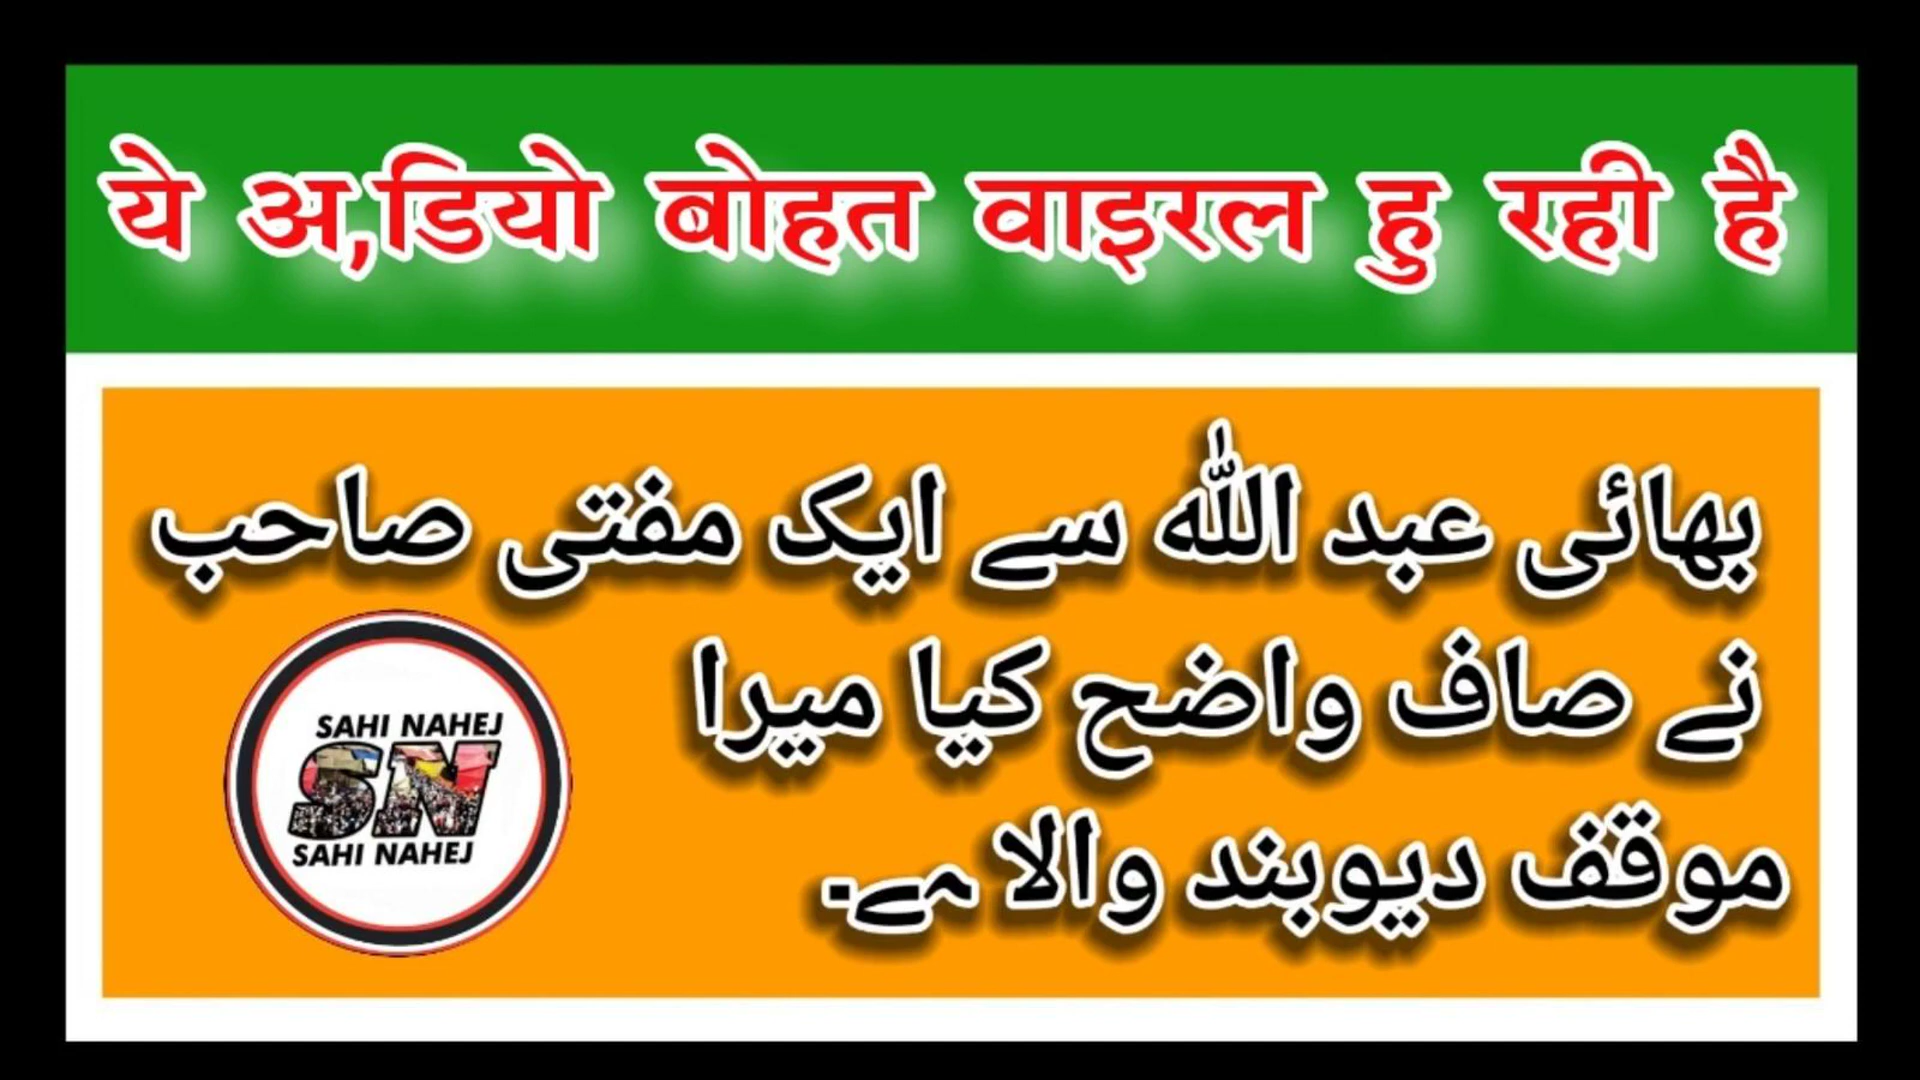 ये अ,डियो बोहत वाइरल हु रही है
بھائی عبد اللہ سے ایک مفتی صاحب
نے صاف واضح کیا میرا
موقف دیوبند والا ہے۔
SAHI NAHEJ
SN
SAHI NAHEJ